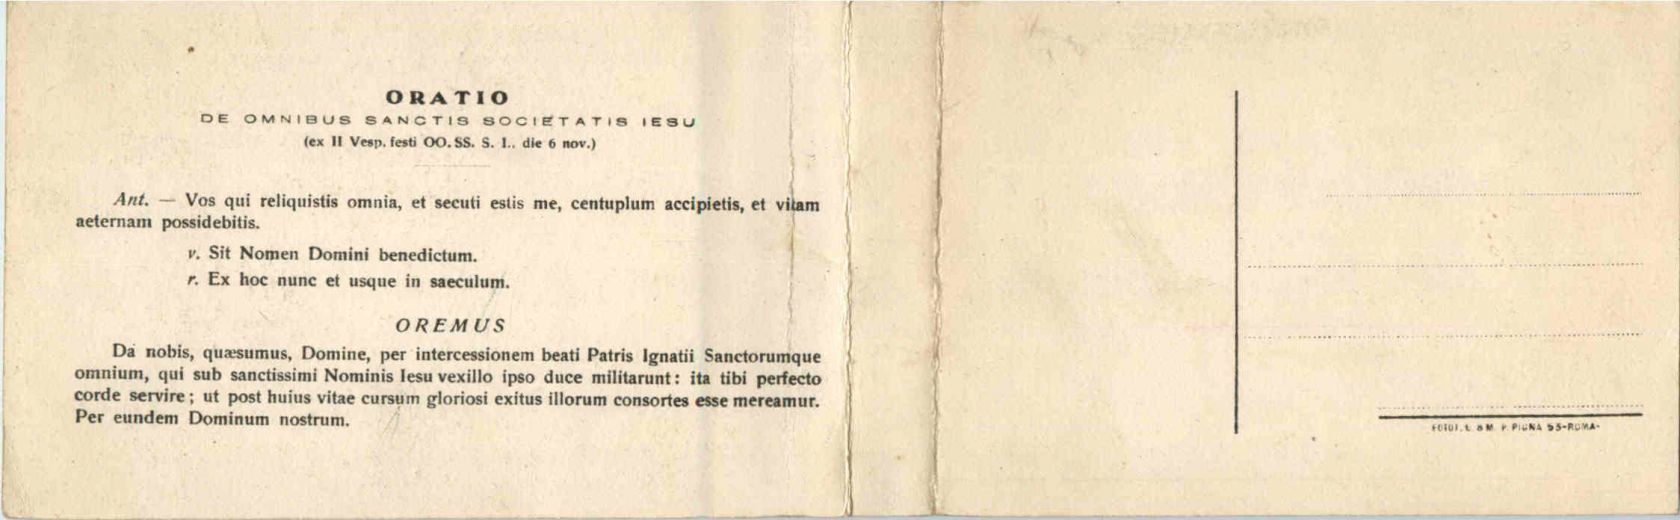 ORATIO
DE OMNIBUS SANCTIS SOCIETATIS IESU
(ex II Vesp. festi OO. SS. S. I., die 6 nov.)
Ant. — Vos qui reliquistis omnia, et secuti estis me, centuplum accipietis, et vitam
aeternam possidebitis.
v. Sit Nomen Domini benedictum.
r. Ex hoc nunc et usque in saeculum.
OREMUS
Da nobis, quæsumus, Domine, per intercessionem beati Patris Ignatii Sanctorumque
omnium, qui sub sanctissimi Nominis Iesu vexillo ipso duce militarunt: ita tibi perfecto
corde servire; ut post huius vitae cursum gloriosi exitus illorum consortes esse mereamur.
Per eundem Dominum nostrum.
P. PIGNA 53-ROMA-